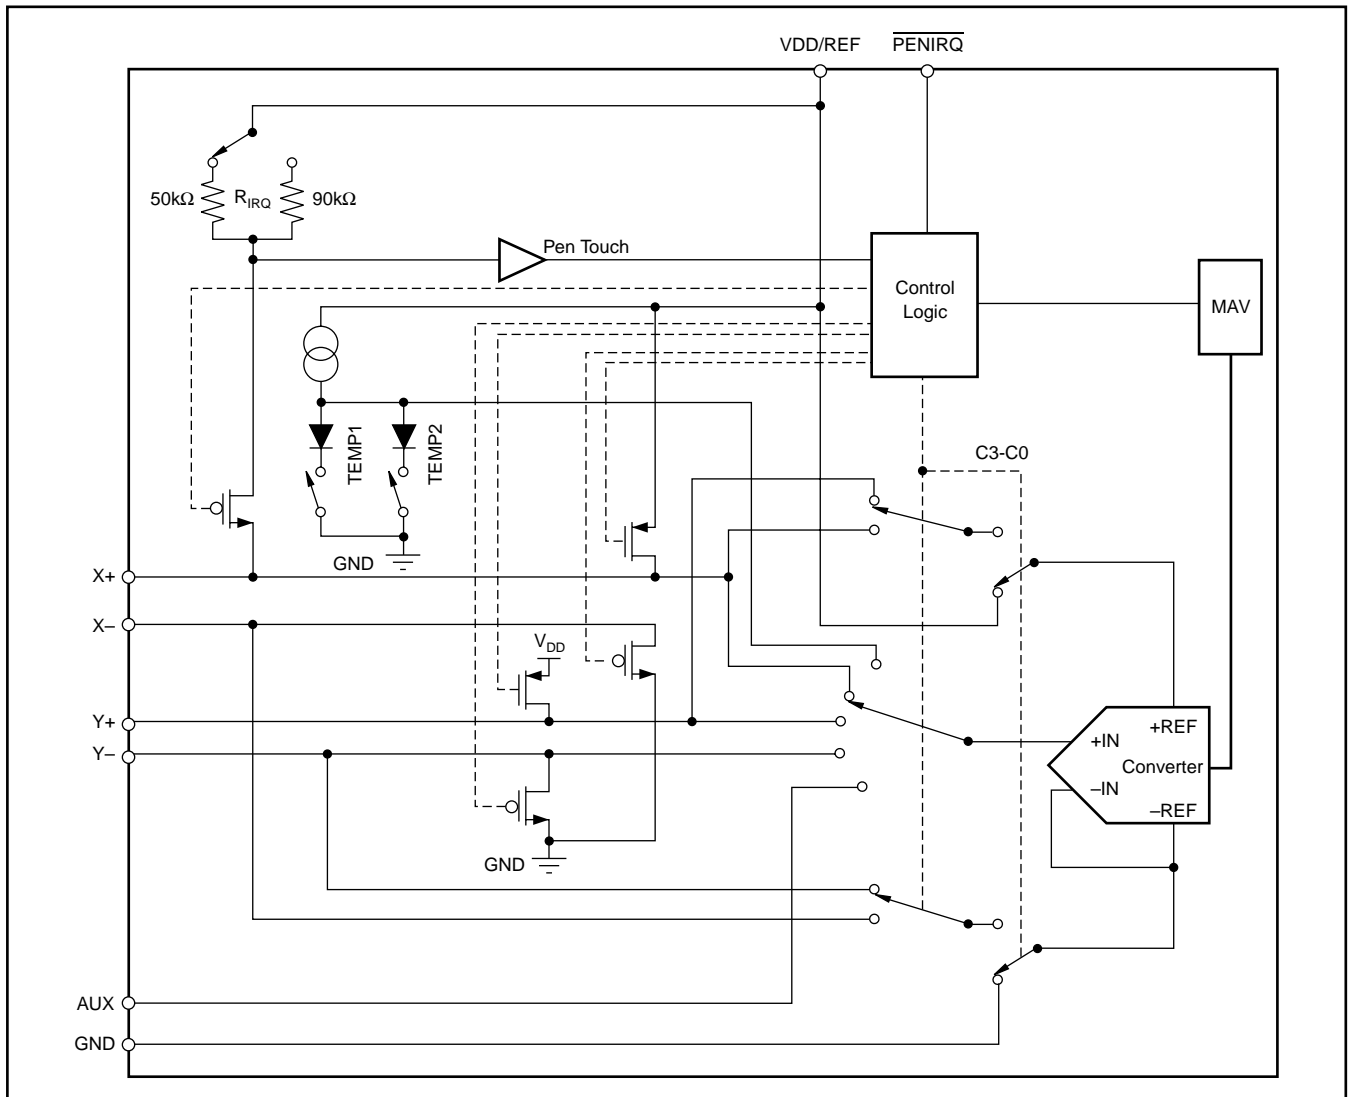 VDD/REF
PENIRQ
50kΩ
RIRQ
90kΩ
Pen Touch
Control
Logic
MAV
TEMP1
TEMP2
C3-C0
GND
X+
X–
VDD
Y+
Y–
+IN
+REF
Converter
–IN
–REF
GND
AUX
GND